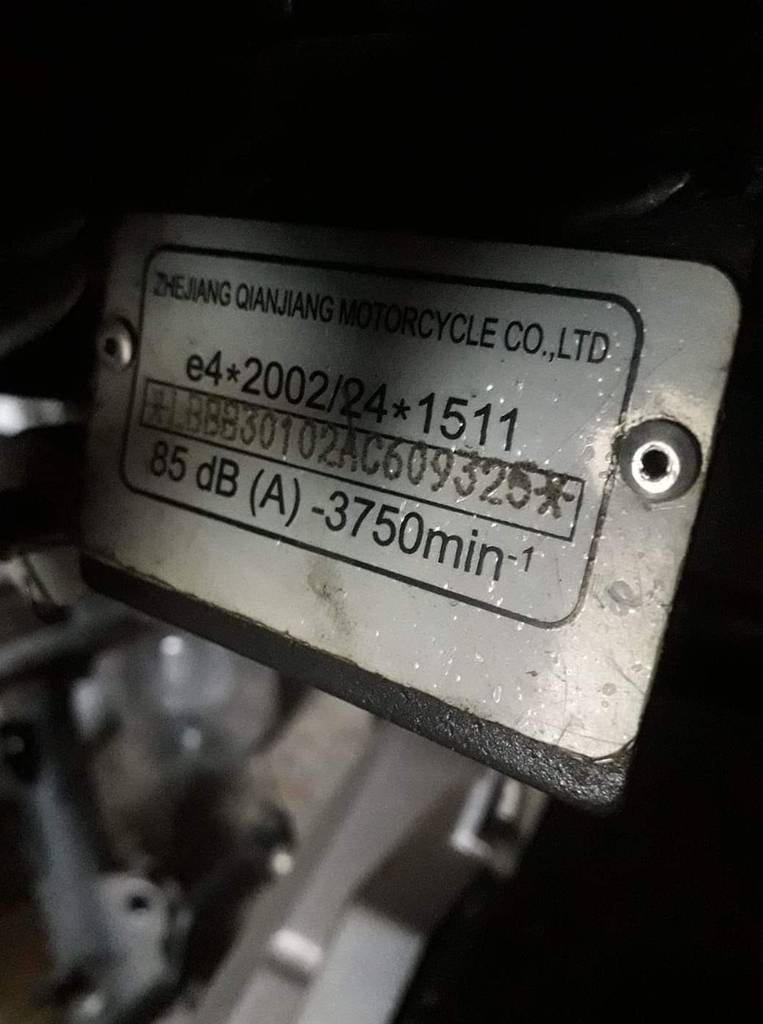 ZHEJIANG QIANJIANG MOTORCYCLE CO.,LTD
e4*2002/24*1511
*LBBB30102AC609325*
85 dB (A) -3750min⁻¹